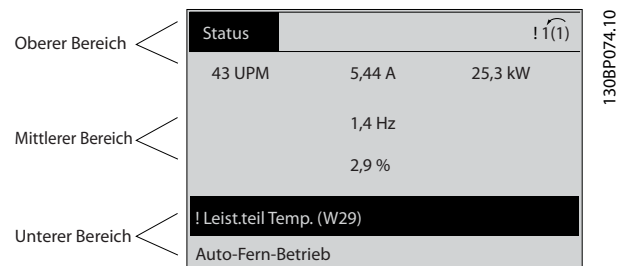 Oberer Bereich
Status
! 1(1)
43 UPM 5,44 A 25,3 kW
Mittlerer Bereich
1,4 Hz
2,9 %
Unterer Bereich
! Leist.teil Temp. (W29)
Auto-Fern-Betrieb
130BP074.10